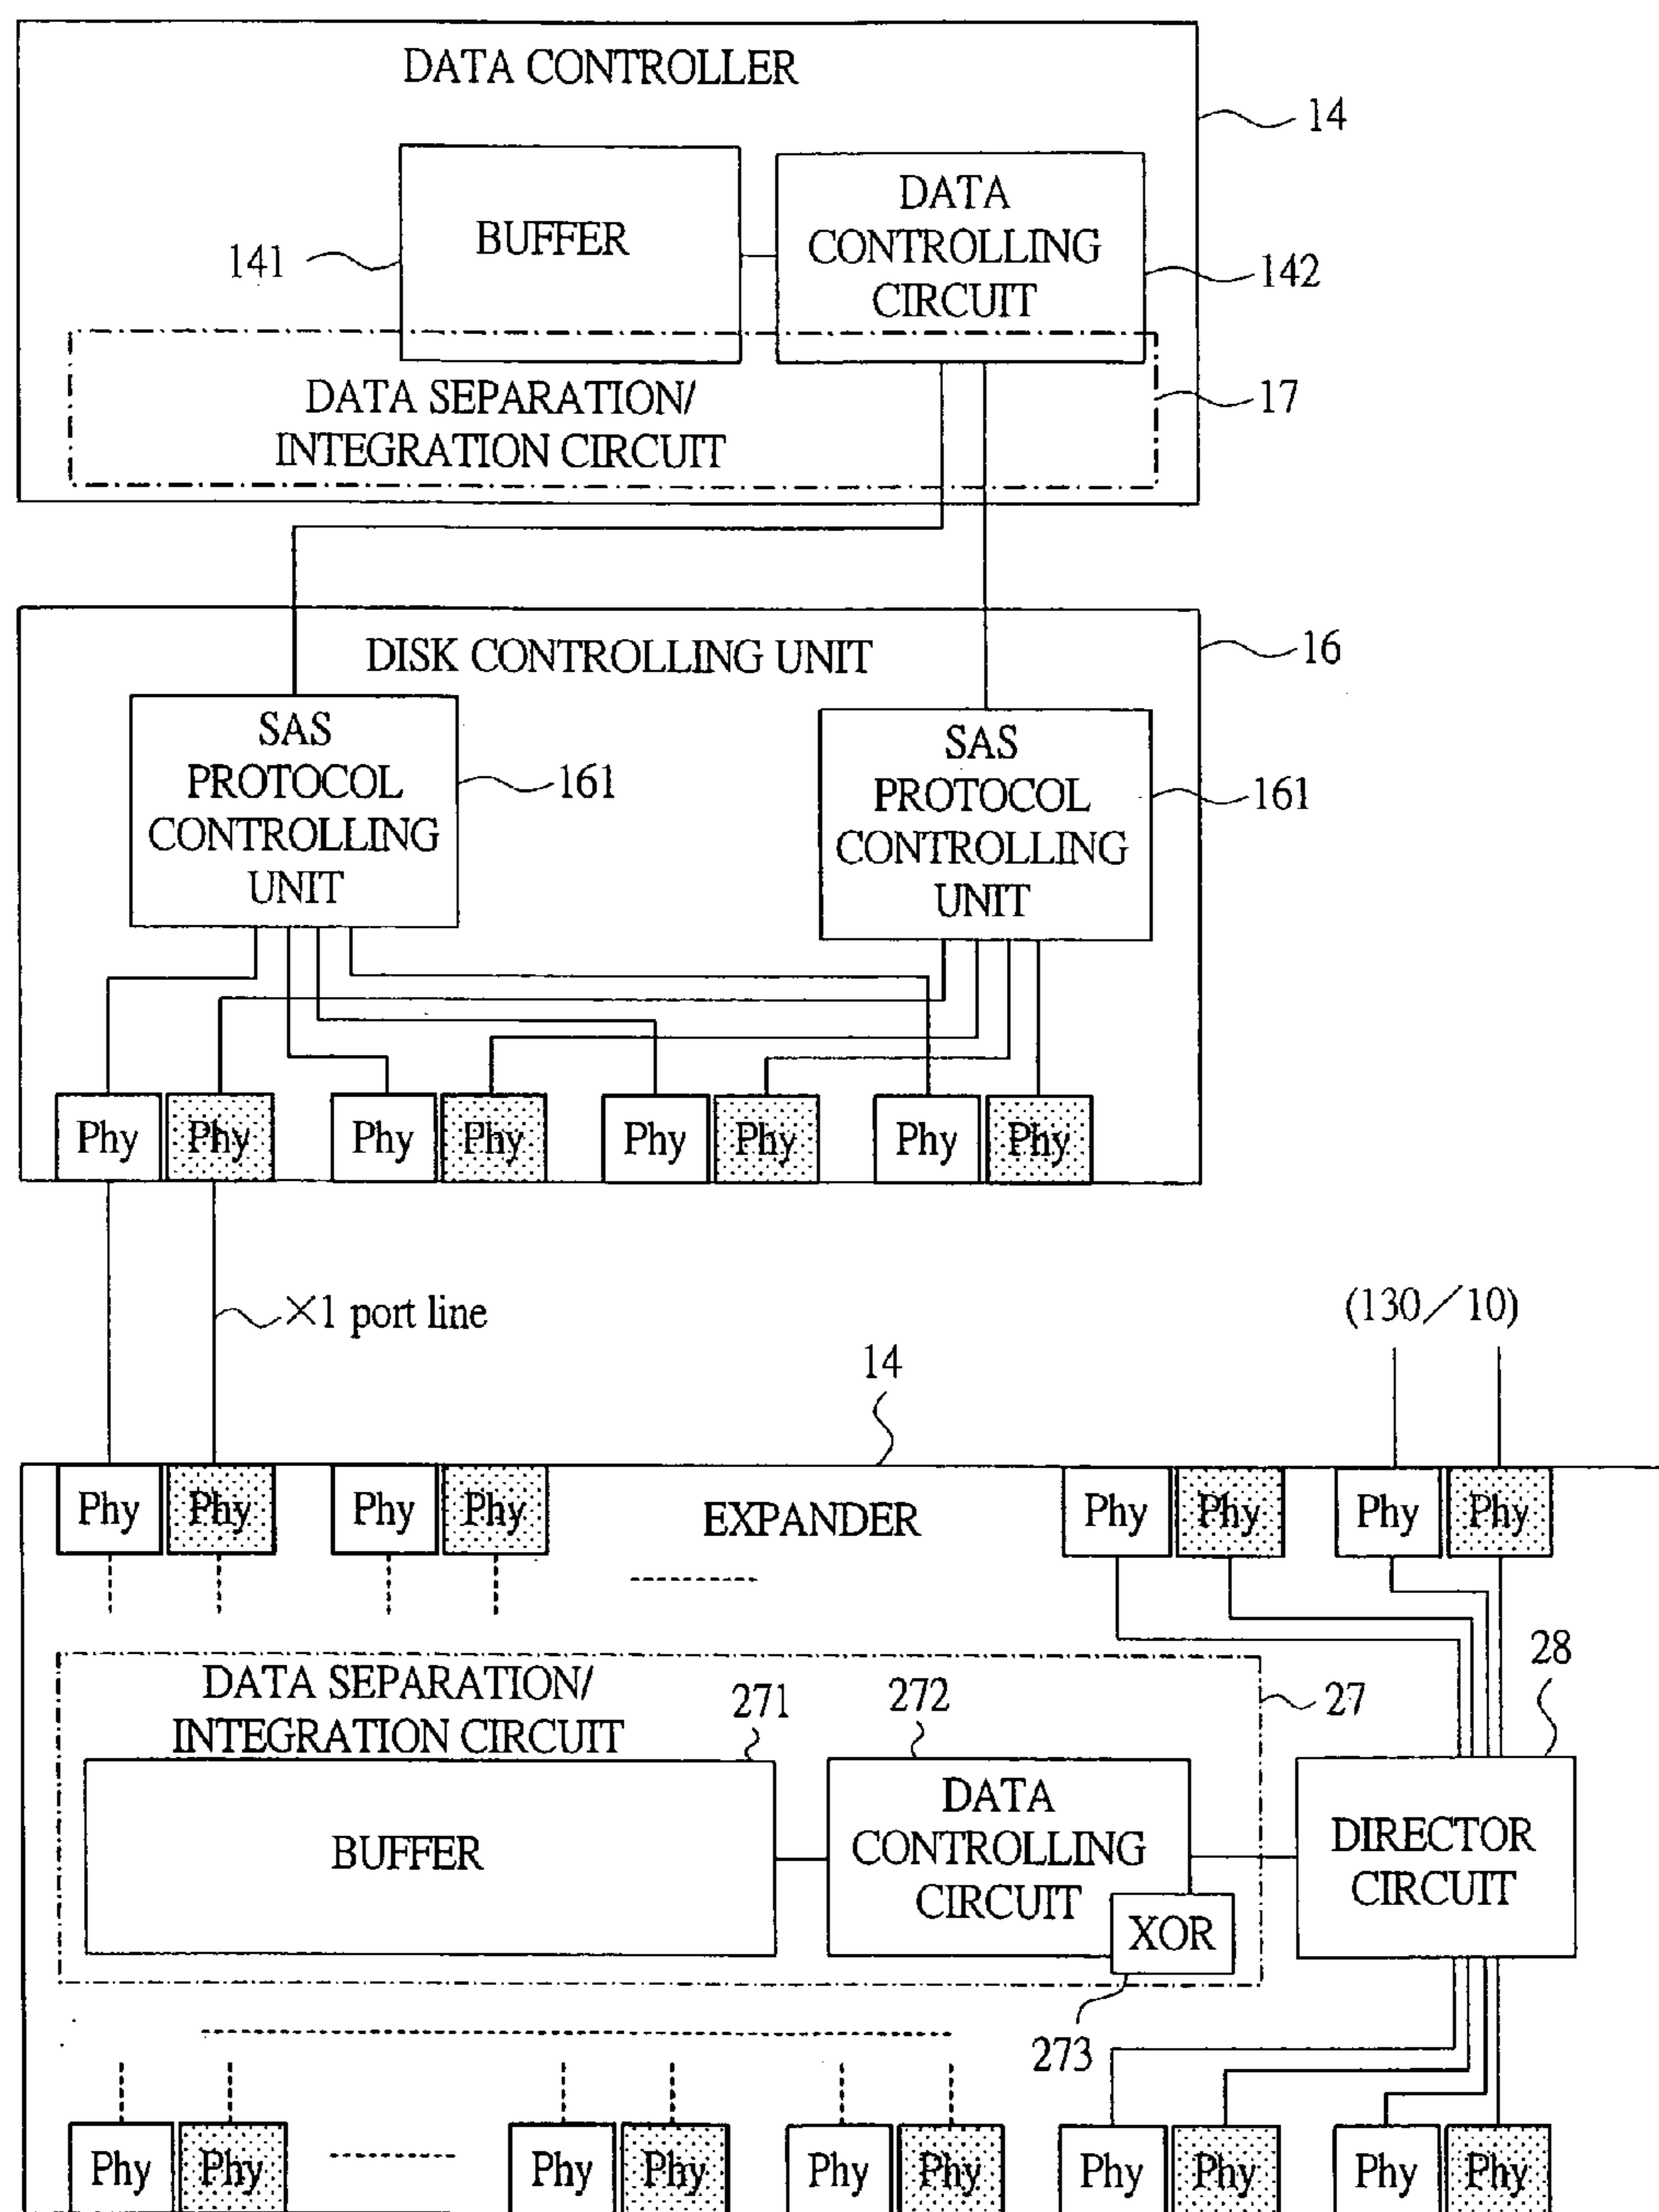 DATA CONTROLLER
14
BUFFER
141
DATA
CONTROLLING
CIRCUIT
142
DATA SEPARATION/
INTEGRATION CIRCUIT
17
DISK CONTROLLING UNIT
16
SAS
PROTOCOL
CONTROLLING
UNIT
161
SAS
PROTOCOL
CONTROLLING
UNIT
161
Phy Phy Phy Phy Phy Phy Phy Phy
×1 port line
(130/10)
14
Phy Phy Phy Phy EXPANDER Phy Phy Phy Phy
28
DATA SEPARATION/
INTEGRATION CIRCUIT
271
272
27
BUFFER
DATA
CONTROLLING
CIRCUIT
XOR
DIRECTOR
CIRCUIT
273
Phy Phy Phy Phy Phy Phy Phy Phy Phy Phy